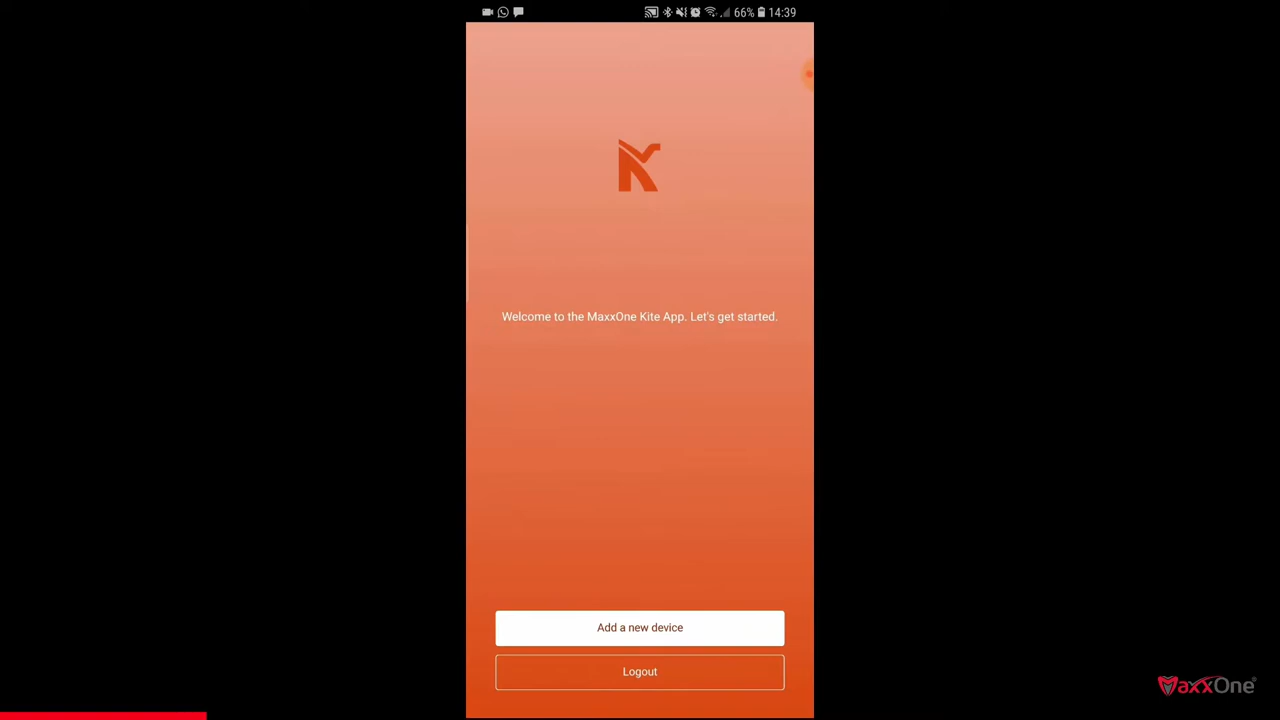 66% 14:39
K
Welcome to the MaxxOne Kite App. Let's get started.
Add a new device
Logout
MaxxOne